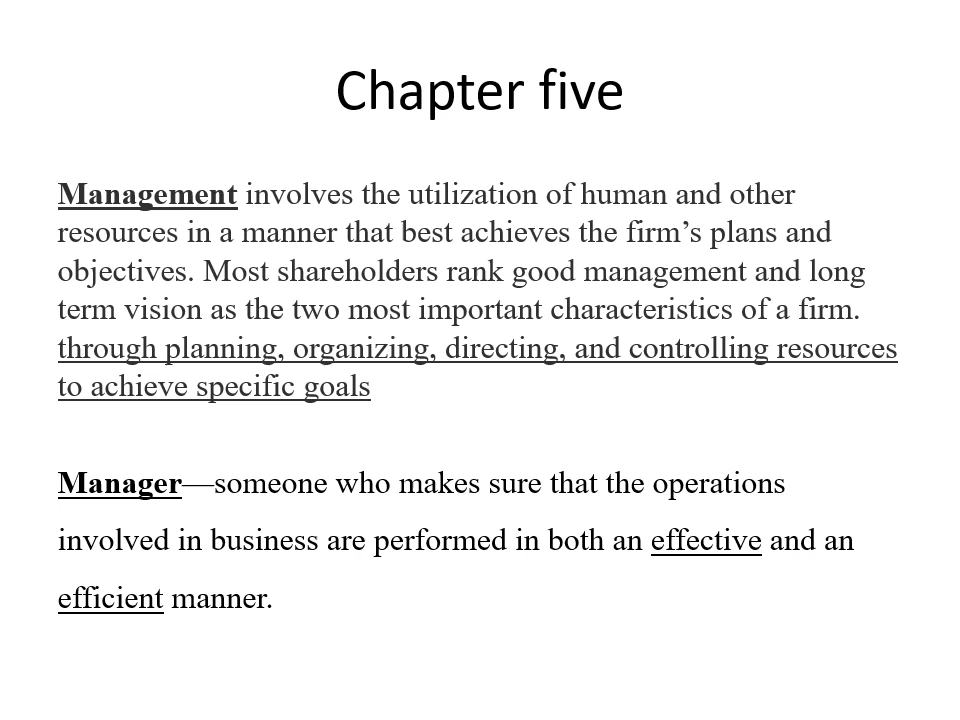 Chapter five
Management involves the utilization of human and other
resources in a manner that best achieves the firm’s plans and
objectives. Most shareholders rank good management and long
term vision as the two most important characteristics of a firm.
through planning, organizing, directing, and controlling resources
to achieve specific goals
Manager—someone who makes sure that the operations
involved in business are performed in both an effective and an
efficient manner.